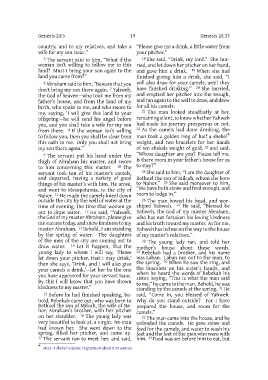 Genesis 24:5 19 Genesis 24:33
country, and to my relatives, and take a
wife for my son Isaac."
5 The servant said to him, "What if the
woman isn't willing to follow me to this
land? Must I bring your son again to the
land you came from?"
6 Abraham said to him, "Beware that you
don't bring my son there again. 7 Yahweh,
the God of heaven—who took me from my
father's house, and from the land of my
birth, who spoke to me, and who swore to
me, saying, 'I will give this land to your
offspring'—he will send his angel before
you, and you shall take a wife for my son
from there. 8 If the woman isn't willing
to follow you, then you shall be clear from
this oath to me. Only you shall not bring
my son there again."
9 The servant put his hand under the
thigh of Abraham his master, and swore
to him concerning this matter. 10 The
servant took ten of his master's camels,
and departed, having a variety of good
things of his master's with him. He arose,
and went to Mesopotamia, to the city of
Nahor. 11 He made the camels kneel down
outside the city by the well of water at the
time of evening, the time that women go
out to draw water. 12 He said, "Yahweh,
the God of my master Abraham, please give
me success today, and show kindness to my
master Abraham. 13 Behold, I am standing
by the spring of water. The daughters
of the men of the city are coming out to
draw water. 14 Let it happen, that the
young lady to whom I will say, 'Please
let down your pitcher, that I may drink,'
then she says, 'Drink, and I will also give
your camels a drink,'—let her be the one
you have appointed for your servant Isaac.
By this I will know that you have shown
kindness to my master."
15 Before he had finished speaking, be-
hold, Rebekah came out, who was born to
Bethuel the son of Milcah, the wife of Na-
hor, Abraham's brother, with her pitcher
on her shoulder. 16 The young lady was
very beautiful to look at, a virgin. No man
had known her. She went down to the
spring, filled her pitcher, and came up.
17 The servant ran to meet her, and said,
"Please give me a drink, a little water from
your pitcher."
18 She said, "Drink, my lord." She hur-
ried, and let down her pitcher on her hand,
and gave him a drink. 19 When she had
finished giving him a drink, she said, "I
will also draw for your camels, until they
have finished drinking." 20 She hurried,
and emptied her pitcher into the trough,
and ran again to the well to draw, and drew
for all his camels.
21 The man looked steadfastly at her,
remaining silent, to know whether Yahweh
had made his journey prosperous or not.
22 As the camels had done drinking, the
man took a golden ring of half a shekel
weight, and two bracelets for her hands
of ten shekels weight of gold, 23 and said,
"Whose daughter are you? Please tell me.
Is there room in your father's house for us
to stay?"
24 She said to him, "I am the daughter of
Bethuel the son of Milcah, whom she bore
to Nahor." 25 She said moreover to him,
"We have both straw and feed enough, and
room to lodge in."
26 The man bowed his head, and wor-
shiped Yahweh. 27 He said, "Blessed be
Yahweh, the God of my master Abraham,
who has not forsaken his loving kindness
and his truth toward my master. As for me,
Yahweh has led me on the way to the house
of my master's relatives."
28 The young lady ran, and told her
mother's house about these words.
29 Rebekah had a brother, and his name
was Laban. Laban ran out to the man, to
the spring. 30 When he saw the ring, and
the bracelets on his sister's hands, and
when he heard the words of Rebekah his
sister, saying, "This is what the man said
to me," he came to the man. Behold, he was
standing by the camels at the spring. 31 He
said, "Come in, you blessed of Yahweh.
Why do you stand outside? For I have
prepared the house, and room for the
camels."
32 The man came into the house, and he
unloaded the camels. He gave straw and
feed for the camels, and water to wash his
feet and the feet of the men who were with
him. 33 Food was set before him to eat, but